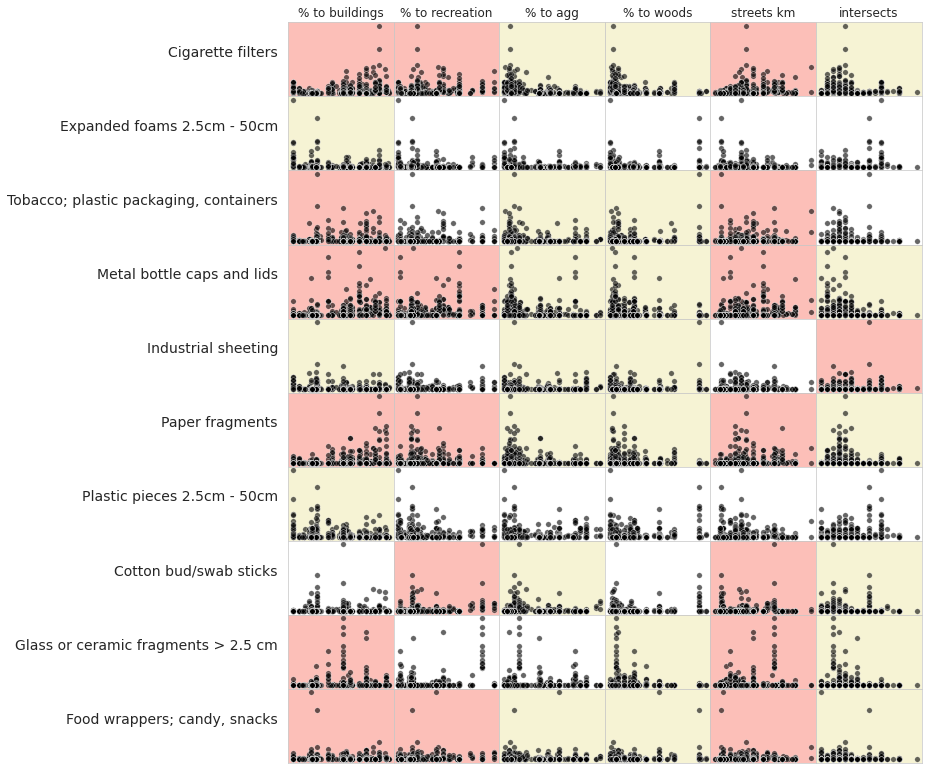 % to buildings % to recreation % to agg % to woods streets km intersects
Cigarette filters
Expanded foams 2.5cm - 50cm
Tobacco; plastic packaging, containers
Metal bottle caps and lids
Industrial sheeting
Paper fragments
Plastic pieces 2.5cm - 50cm
Cotton bud/swab sticks
Glass or ceramic fragments > 2.5 cm
Food wrappers; candy, snacks